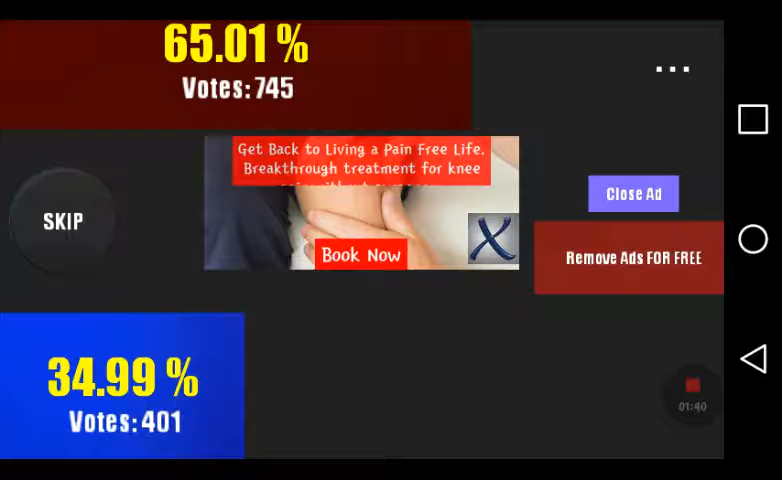 65.01 %
Votes: 745
...
Get Back to Living a Pain Free Life.
Breakthrough treatment for knee
SKIP
Close Ad
Book Now
X
Remove Ads FOR FREE
34.99 %
Votes: 401
01:40